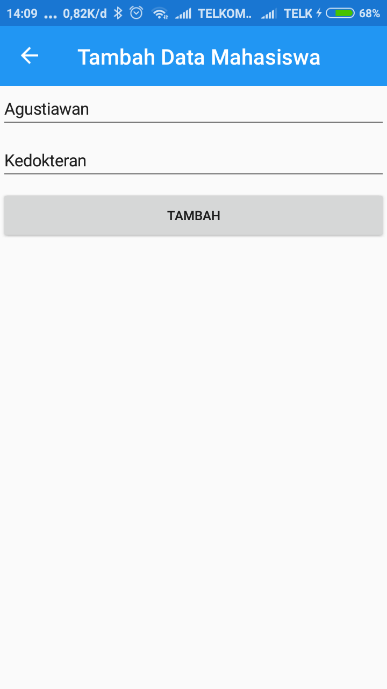 14:09 ... 0,82K/d TELKOM.. TELK 68%
Tambah Data Mahasiswa
Agustiawan
Kedokteran
TAMBAH